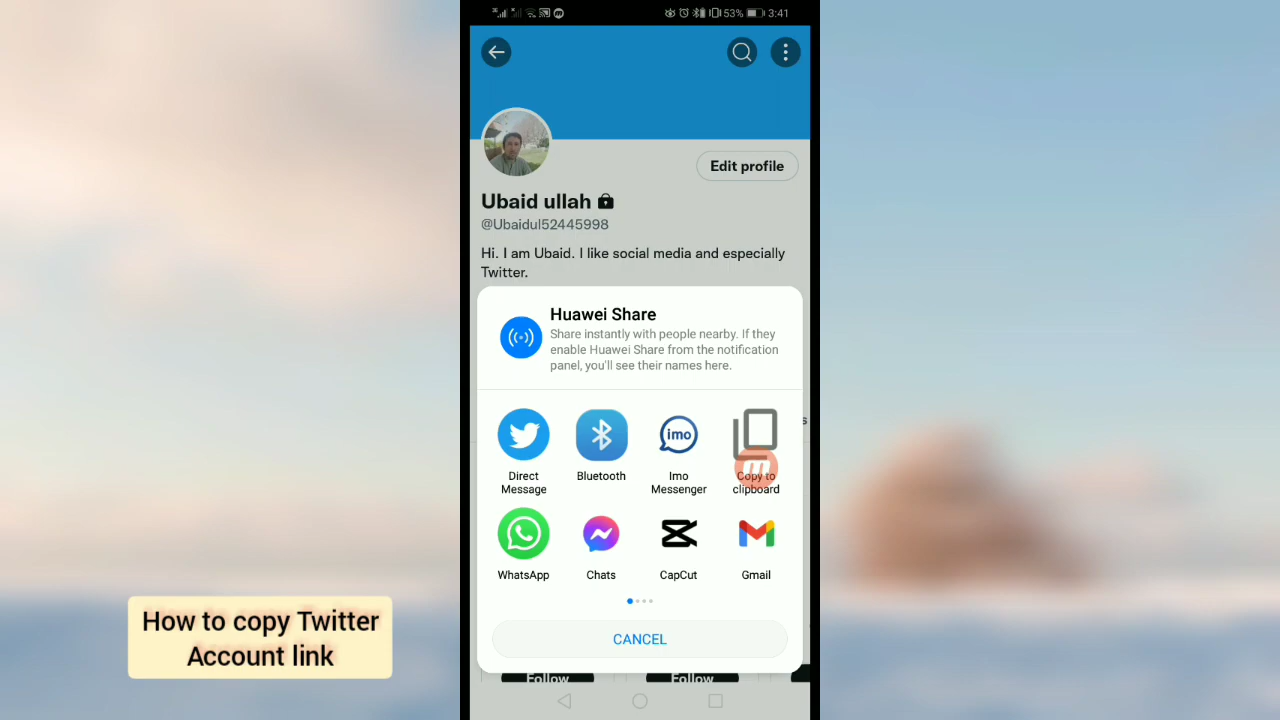 53% 3:41
Edit profile
Ubaid ullah
@Ubaidul52445998
Hi. I am Ubaid. I like social media and especially
Twitter.
Huawei Share
Share instantly with people nearby. If they
enable Huawei Share from the notification
panel, you'll see their names here.
imo
Direct
Message
Bluetooth
Imo
Messenger
Copy to
clipboard
WhatsApp
Chats
CapCut
Gmail
CANCEL
Follow
Follow
How to copy Twitter
Account link